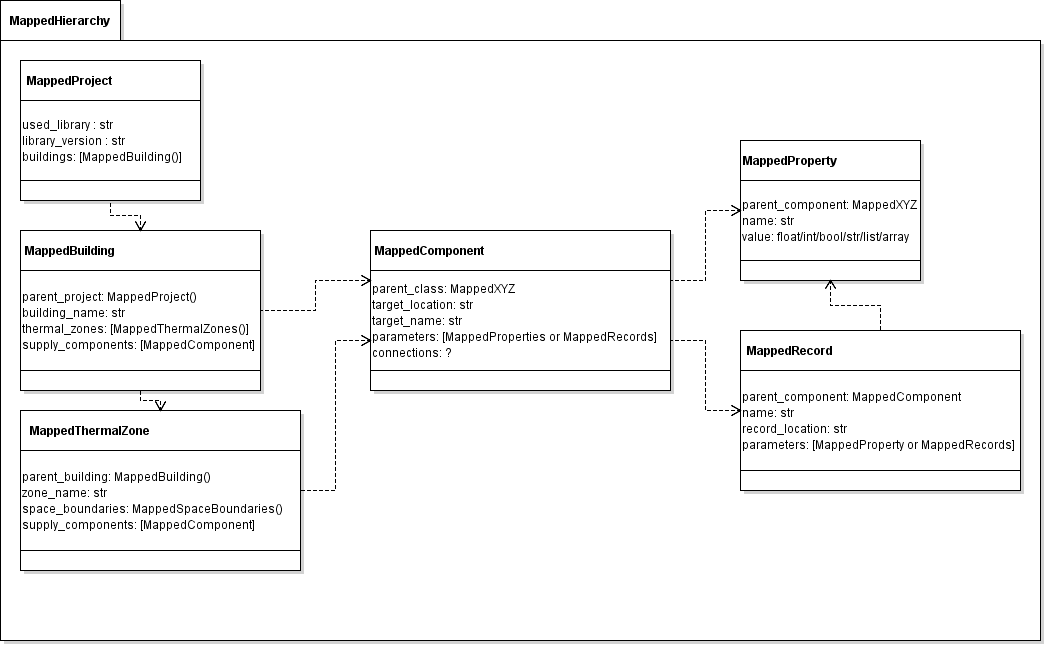 MappedHierarchy
MappedProject
used_library : str
library_version : str
buildings: [MappedBuilding()]
MappedBuilding
parent_project: MappedProject()
building_name: str
thermal_zones: [MappedThermalZones()]
supply_components: [MappedComponent]
MappedThermalZone
parent_building: MappedBuilding()
zone_name: str
space_boundaries: MappedSpaceBoundaries()
supply_components: [MappedComponent]
MappedComponent
parent_class: MappedXYZ
target_location: str
target_name: str
parameters: [MappedProperties or MappedRecords]
connections: ?
MappedProperty
parent_component: MappedXYZ
name: str
value: float/int/bool/str/list/array
MappedRecord
parent_component: MappedComponent
name: str
record_location: str
parameters: [MappedProperty or MappedRecords]